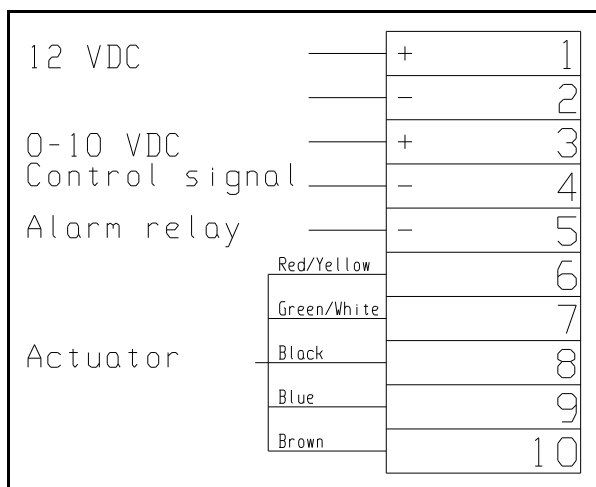 12 VDC + 1
- 2
0-10 VDC + 3
Control signal - 4
Alarm relay - 5
Red/Yellow 6
Green/White 7
Actuator Black 8
Blue 9
Brown 10